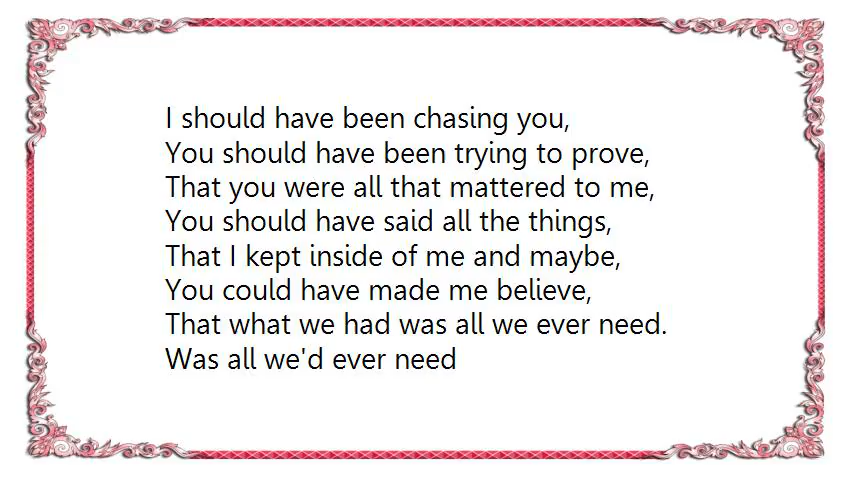 I should have been chasing you,
You should have been trying to prove,
That you were all that mattered to me,
You should have said all the things,
That I kept inside of me and maybe,
You could have made me believe,
That what we had was all we ever need.
Was all we'd ever need